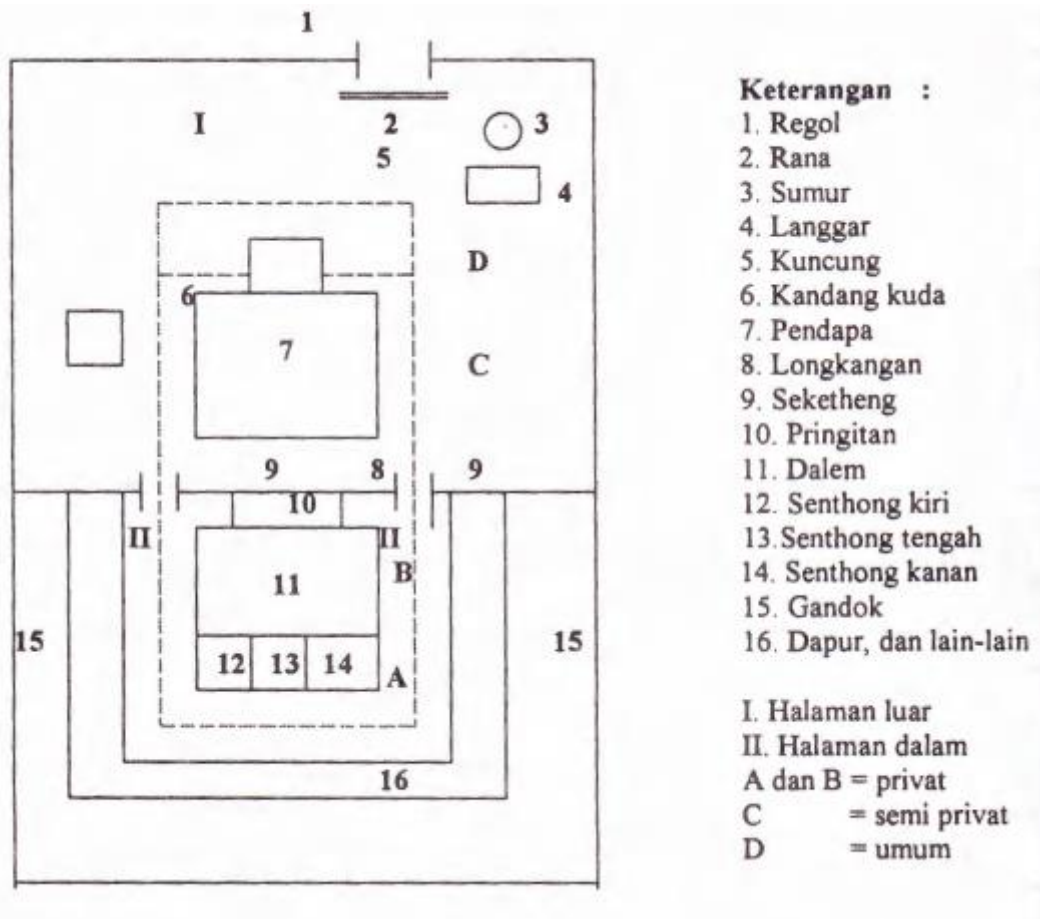 1
I
2
3
5
4
D
6
7
C
9
8
9
10
II
II
B
11
15
15
12
13
14
A
16
Keterangan :
1. Regol
2. Rana
3. Sumur
4. Langgar
5. Kuncung
6. Kandang kuda
7. Pendapa
8. Longkangan
9. Seketheng
10. Pringitan
11. Dalem
12. Senthong kiri
13. Senthong tengah
14. Senthong kanan
15. Gandok
16. Dapur, dan lain-lain
I. Halaman luar
II. Halaman dalam
A dan B = privat
C = semi privat
D = umum